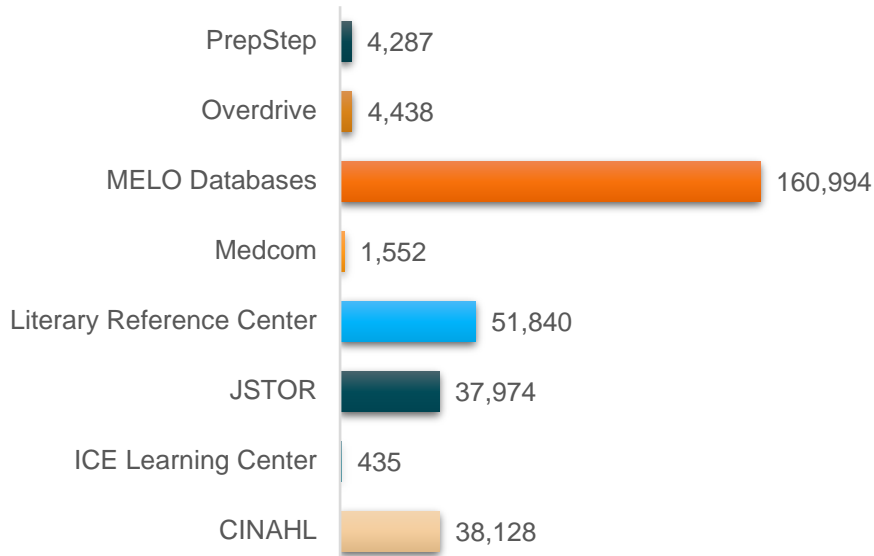 PrepStep 4,287
Overdrive 4,438
MELO Databases 160,994
Medcom 1,552
Literary Reference Center 51,840
JSTOR 37,974
ICE Learning Center 435
CINAHL 38,128